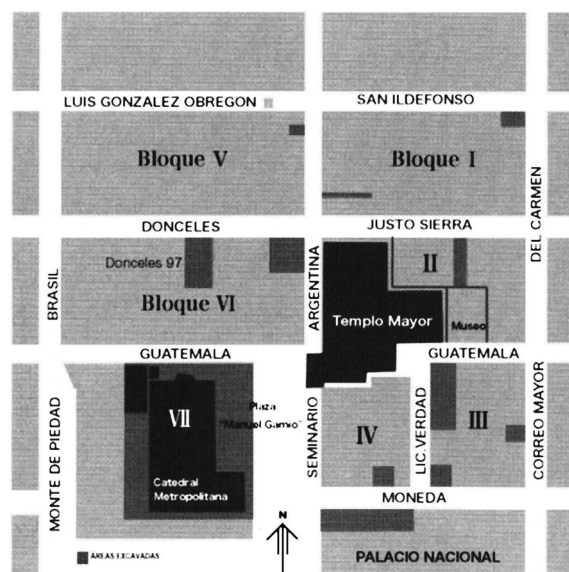 LUIS GONZALEZ OBREGON
SAN ILDEFONSO
Bloque V
Bloque I
DEL CARMEN
DONCELES
JUSTO SIERRA
Donceles 97
II
BRASIL
Bloque VI
ARGENTINA
Templo Mayor
Museo
GUATEMALA
GUATEMALA
MONTE DE PIEDAD
VII
Plaza
"Manuel Gamio"
SEMINARIO
IV
LIC. VERDAD
III
CORREO MAYOR
Catedral
Metropolitana
MONEDA
N
AREAS EXCAVADAS
PALACIO NACIONAL